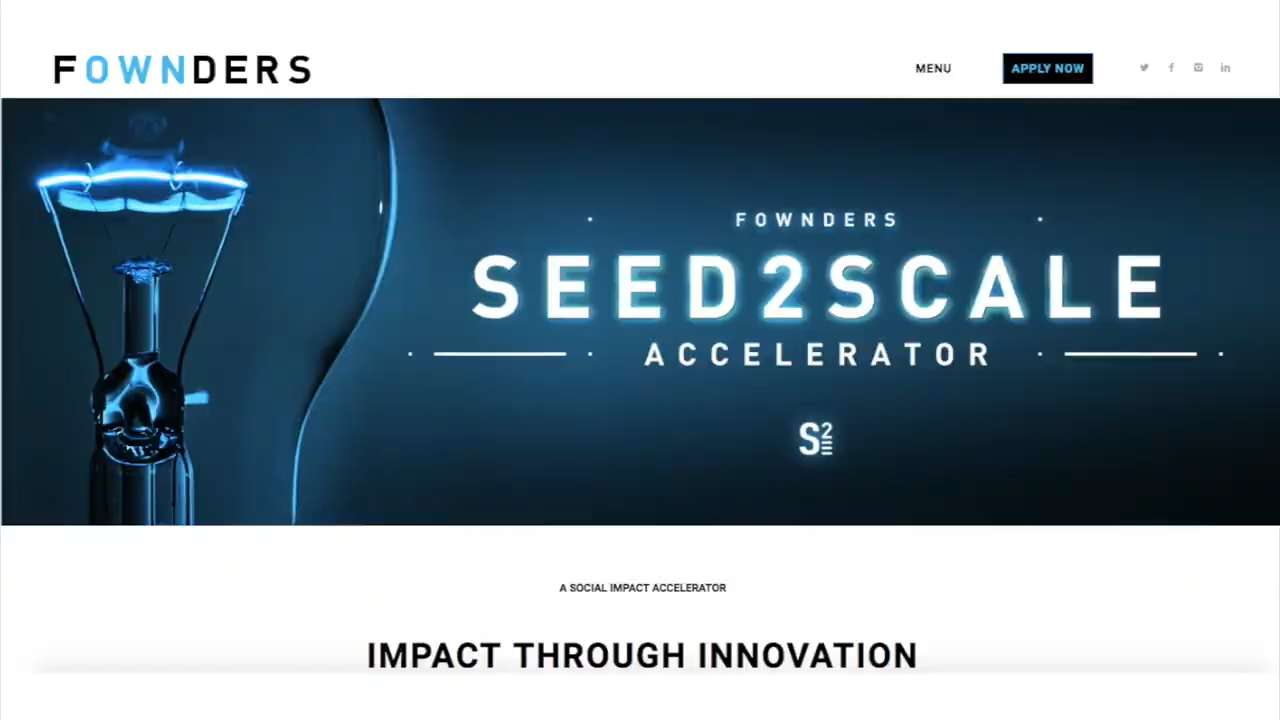 FOWNDERS
MENU
APPLY NOW
FOWNDERS
SEED2SCALE
ACCELERATOR
S2
A SOCIAL IMPACT ACCELERATOR
IMPACT THROUGH INNOVATION